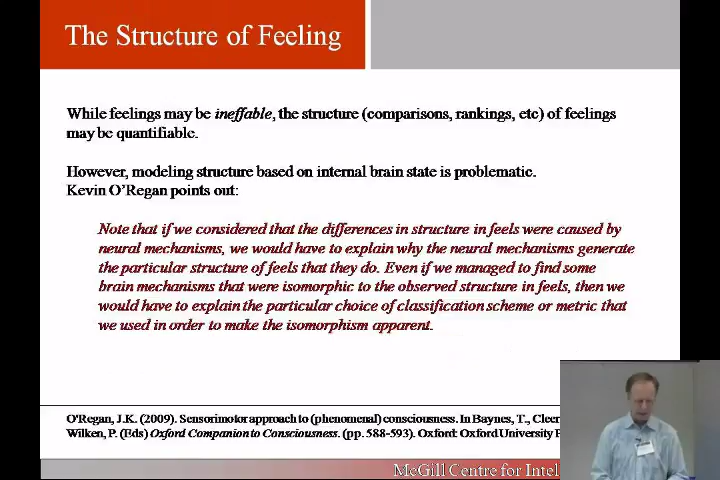 The Structure of Feeling
While feelings may be ineffable, the structure (comparisons, rankings, etc) of feelings
may be quantifiable.
However, modeling structure based on internal brain state is problematic.
Kevin O'Regan points out:
Note that if we considered that the differences in structure in feels were caused by
neural mechanisms, we would have to explain why the neural mechanisms generate
the particular structure of feels that they do. Even if we managed to find some
brain mechanisms that were isomorphic to the observed structure in feels, then we
would have to explain the particular choice of classification scheme or metric that
we used in order to make the isomorphism apparent.
O'Regan, J.K. (2009). Sensorimotor approach to (phenomenal) consciousness. In Baynes, T., Cleer
Wilken, P. (Eds) Oxford Companion to Consciousness. (pp. 588-593). Oxford: Oxford University
McGill Centre for Intel